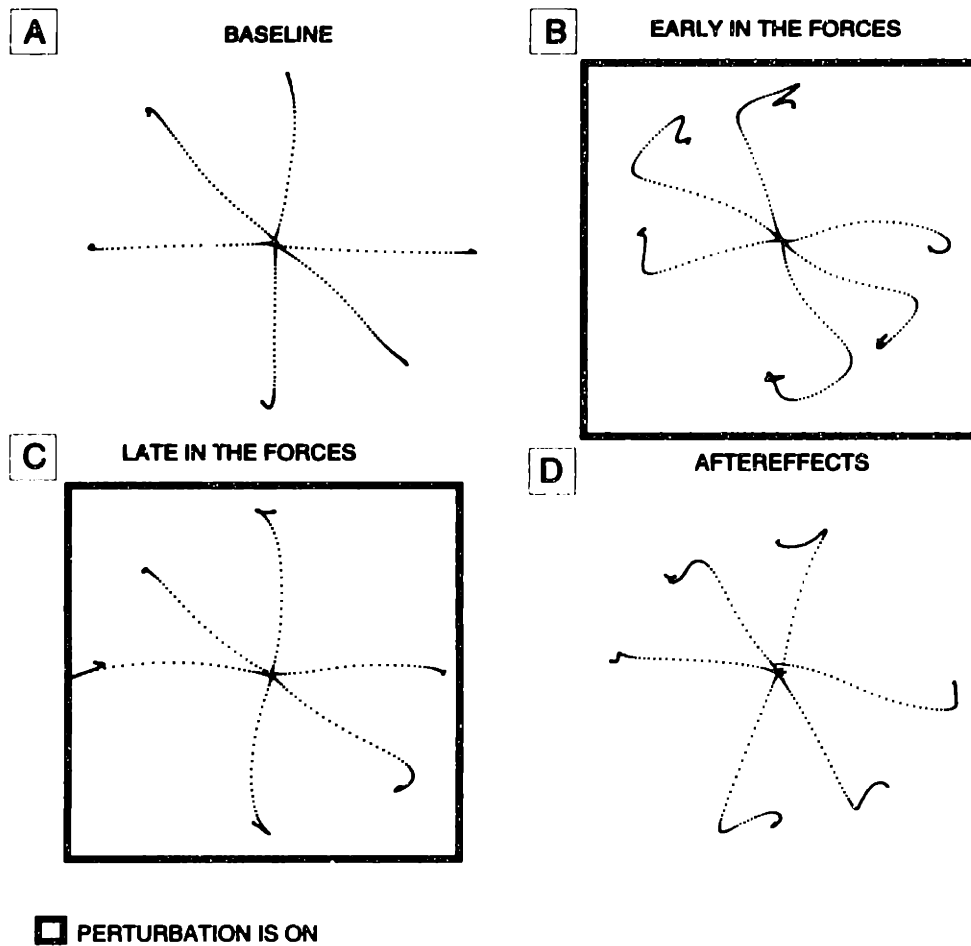 A
BASELINE
B
EARLY IN THE FORCES
C
LATE IN THE FORCES
D
AFTEREFFECTS
PERTURBATION IS ON